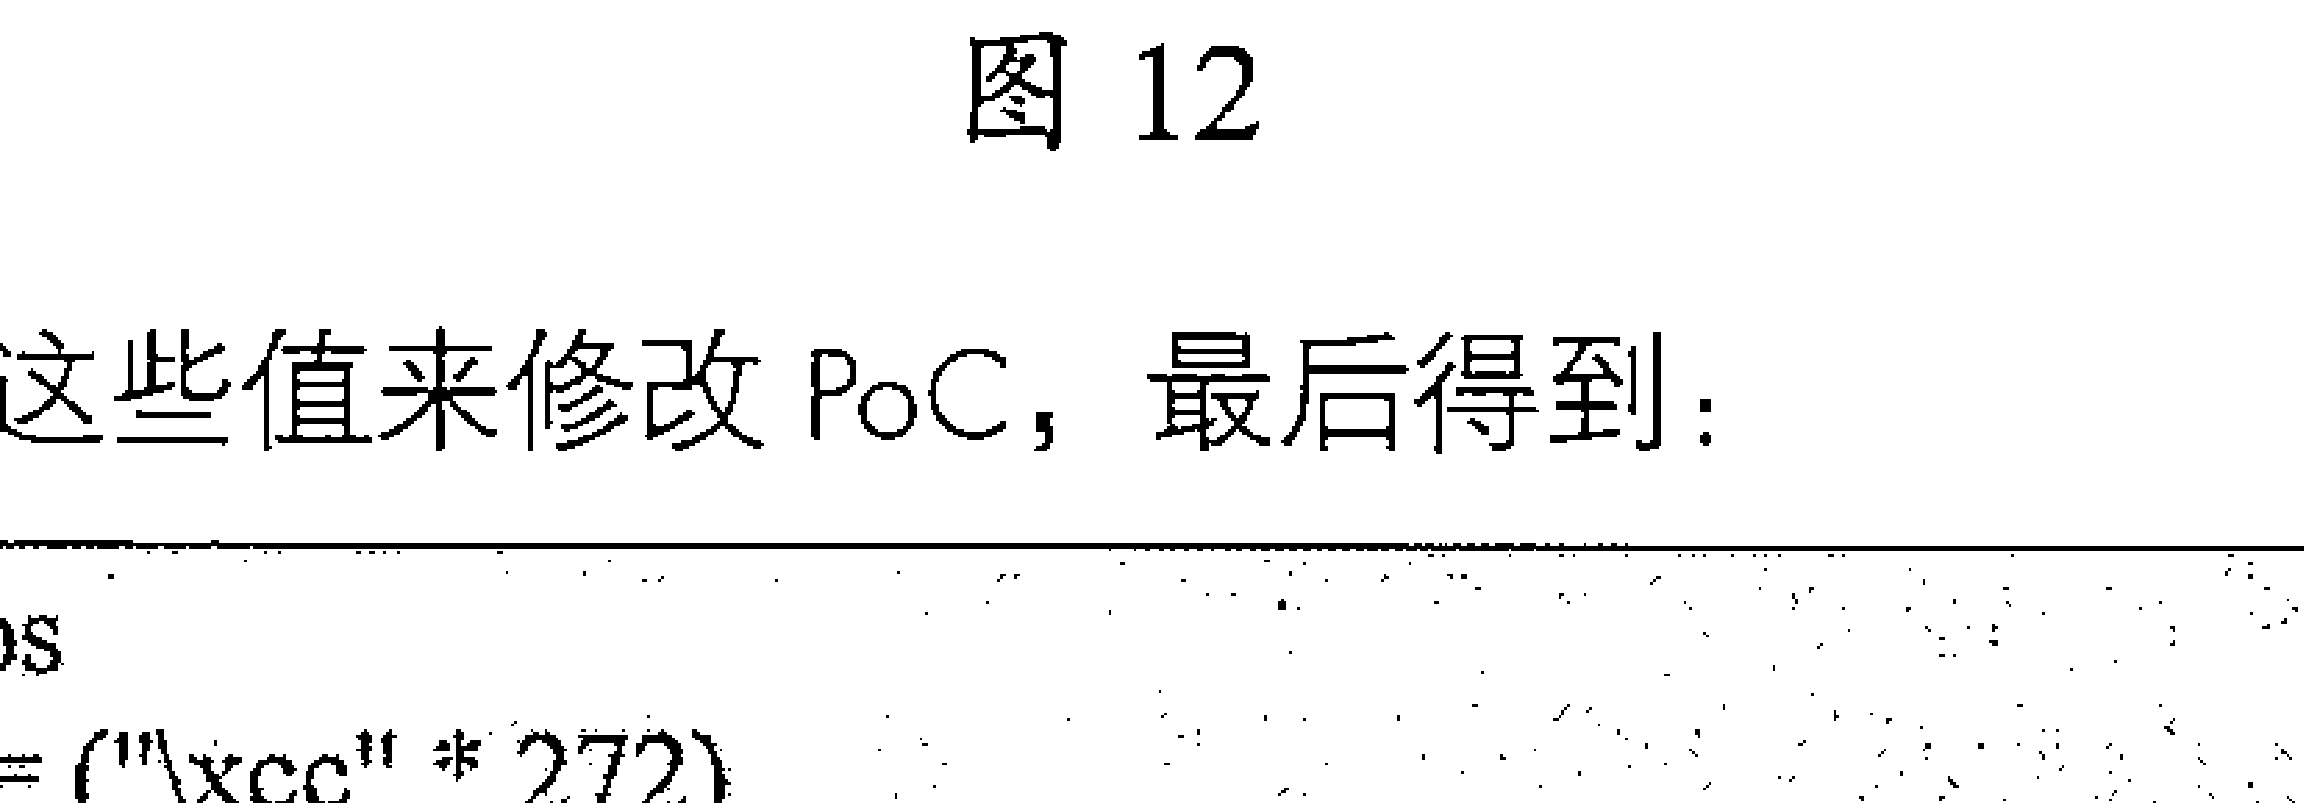 图 12
这些值来修改 PoC，最后得到：
os
= ("\xcc" * 272)